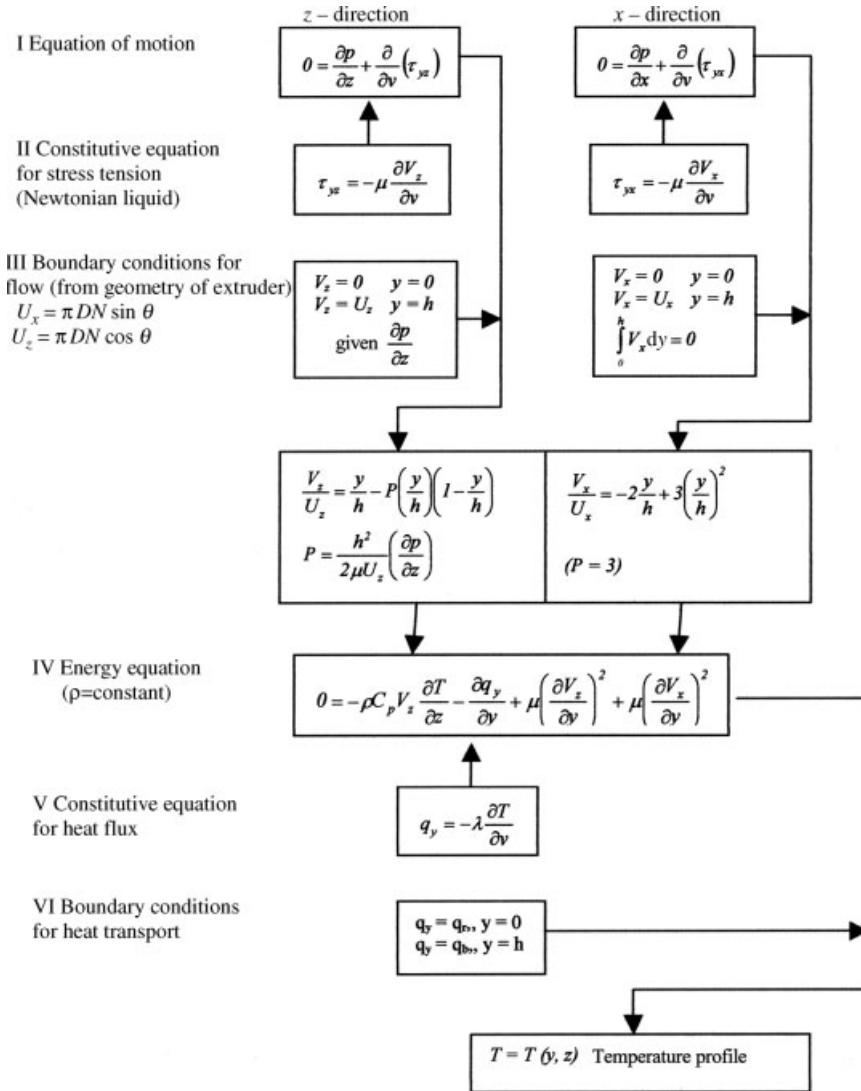 z – direction
x – direction
I Equation of motion
0 = ∂p/∂z + ∂/∂v (τ_yz)
0 = ∂p/∂x + ∂/∂v (τ_yx)
II Constitutive equation
for stress tension
(Newtonian liquid)
τ_yz = –μ ∂V_z/∂v
τ_yx = –μ ∂V_x/∂v
III Boundary conditions for
flow (from geometry of extruder)
U_x = π DN sin θ
U_z = π DN cos θ
V_z = 0 y = 0
V_z = U_z y = h
given ∂p/∂z
V_x = 0 y = 0
V_x = U_x y = h
∫_0^h V_x dy = 0
V_z/U_z = y/h – P(y/h)(1 – y/h)
P = h²/2μU_z (∂p/∂z)
V_x/U_x = –2 y/h + 3(y/h)²
(P = 3)
IV Energy equation
(ρ=constant)
0 = –ρC_p V_z ∂T/∂z – ∂q_y/∂v + μ(∂V_z/∂y)² + μ(∂V_x/∂y)²
V Constitutive equation
for heat flux
q_y = –λ ∂T/∂v
VI Boundary conditions
for heat transport
q_y = q_r,, y = 0
q_y = q_b,, y = h
T = T (y, z) Temperature profile